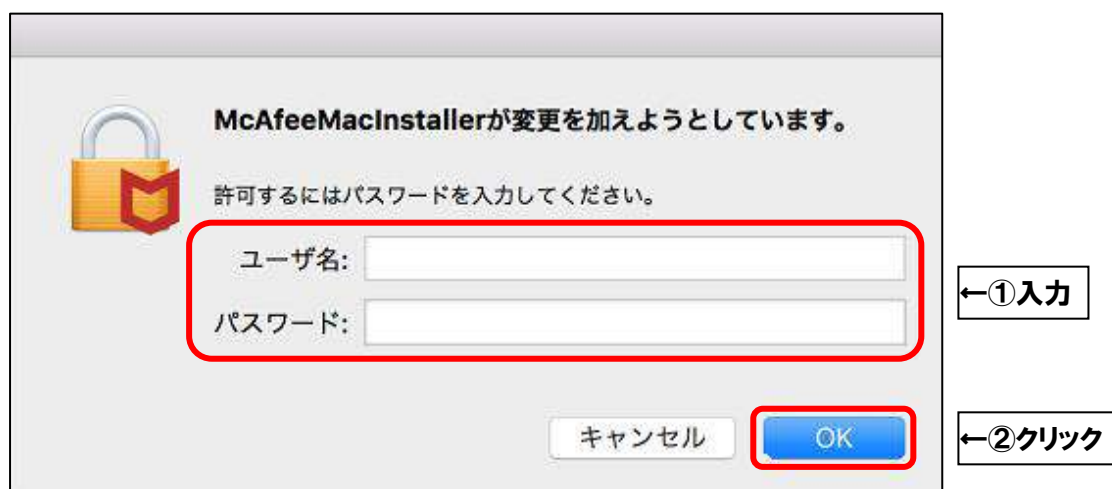 McAfeeMacInstallerが変更を加えようとしています。
許可するにはパスワードを入力してください。
ユーザ名:
←①入力
パスワード:
キャンセル
OK
←②クリック